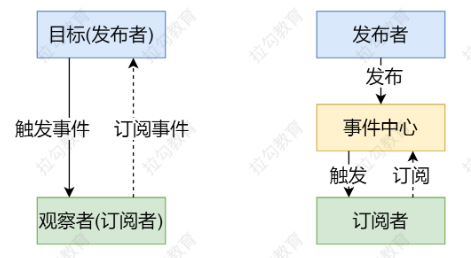 目标(发布者)
触发事件
订阅事件
观察者(订阅者)
发布者
发布
事件中心
触发
订阅
订阅者
拉勾教育